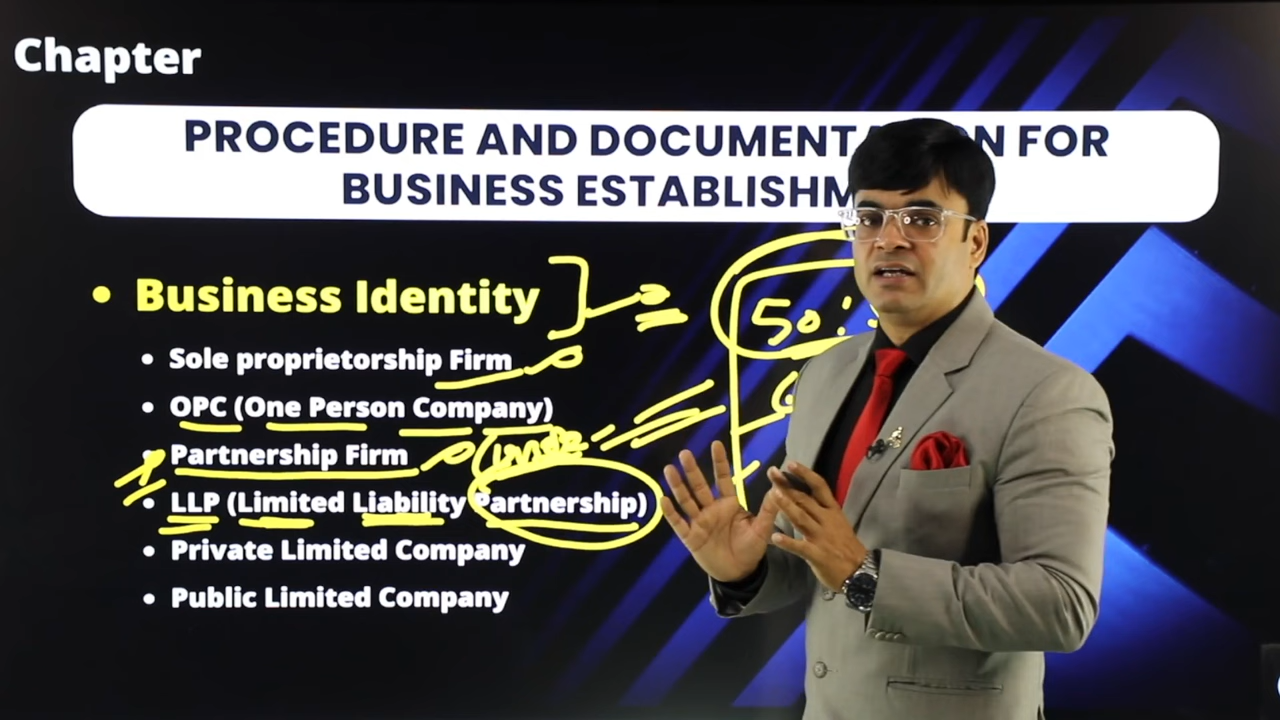 Chapter
PROCEDURE AND DOCUMENTA N FOR
BUSINESS ESTABLISHM
• Business Identity
• Sole proprietorship Firm
• OPC (One Person Company)
• Partnership Firm
• LLP (Limited Liability Partnership)
• Private Limited Company
• Public Limited Company
50